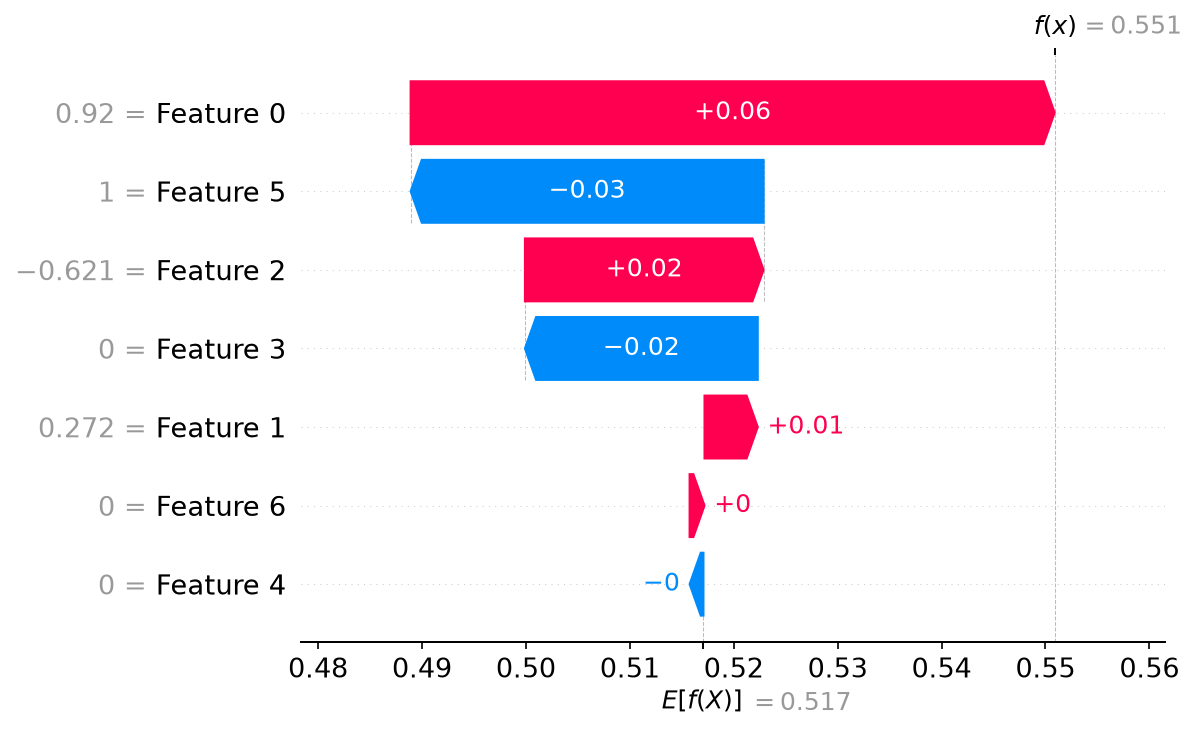 f(x) = 0.551
0.92 = Feature 0
+0.06
1 = Feature 5
−0.03
−0.621 = Feature 2
+0.02
0 = Feature 3
−0.02
0.272 = Feature 1
+0.01
0 = Feature 6
+0
0 = Feature 4
−0
0.48 0.49 0.50 0.51 0.52 0.53 0.54 0.55 0.56
E[f(X)] = 0.517